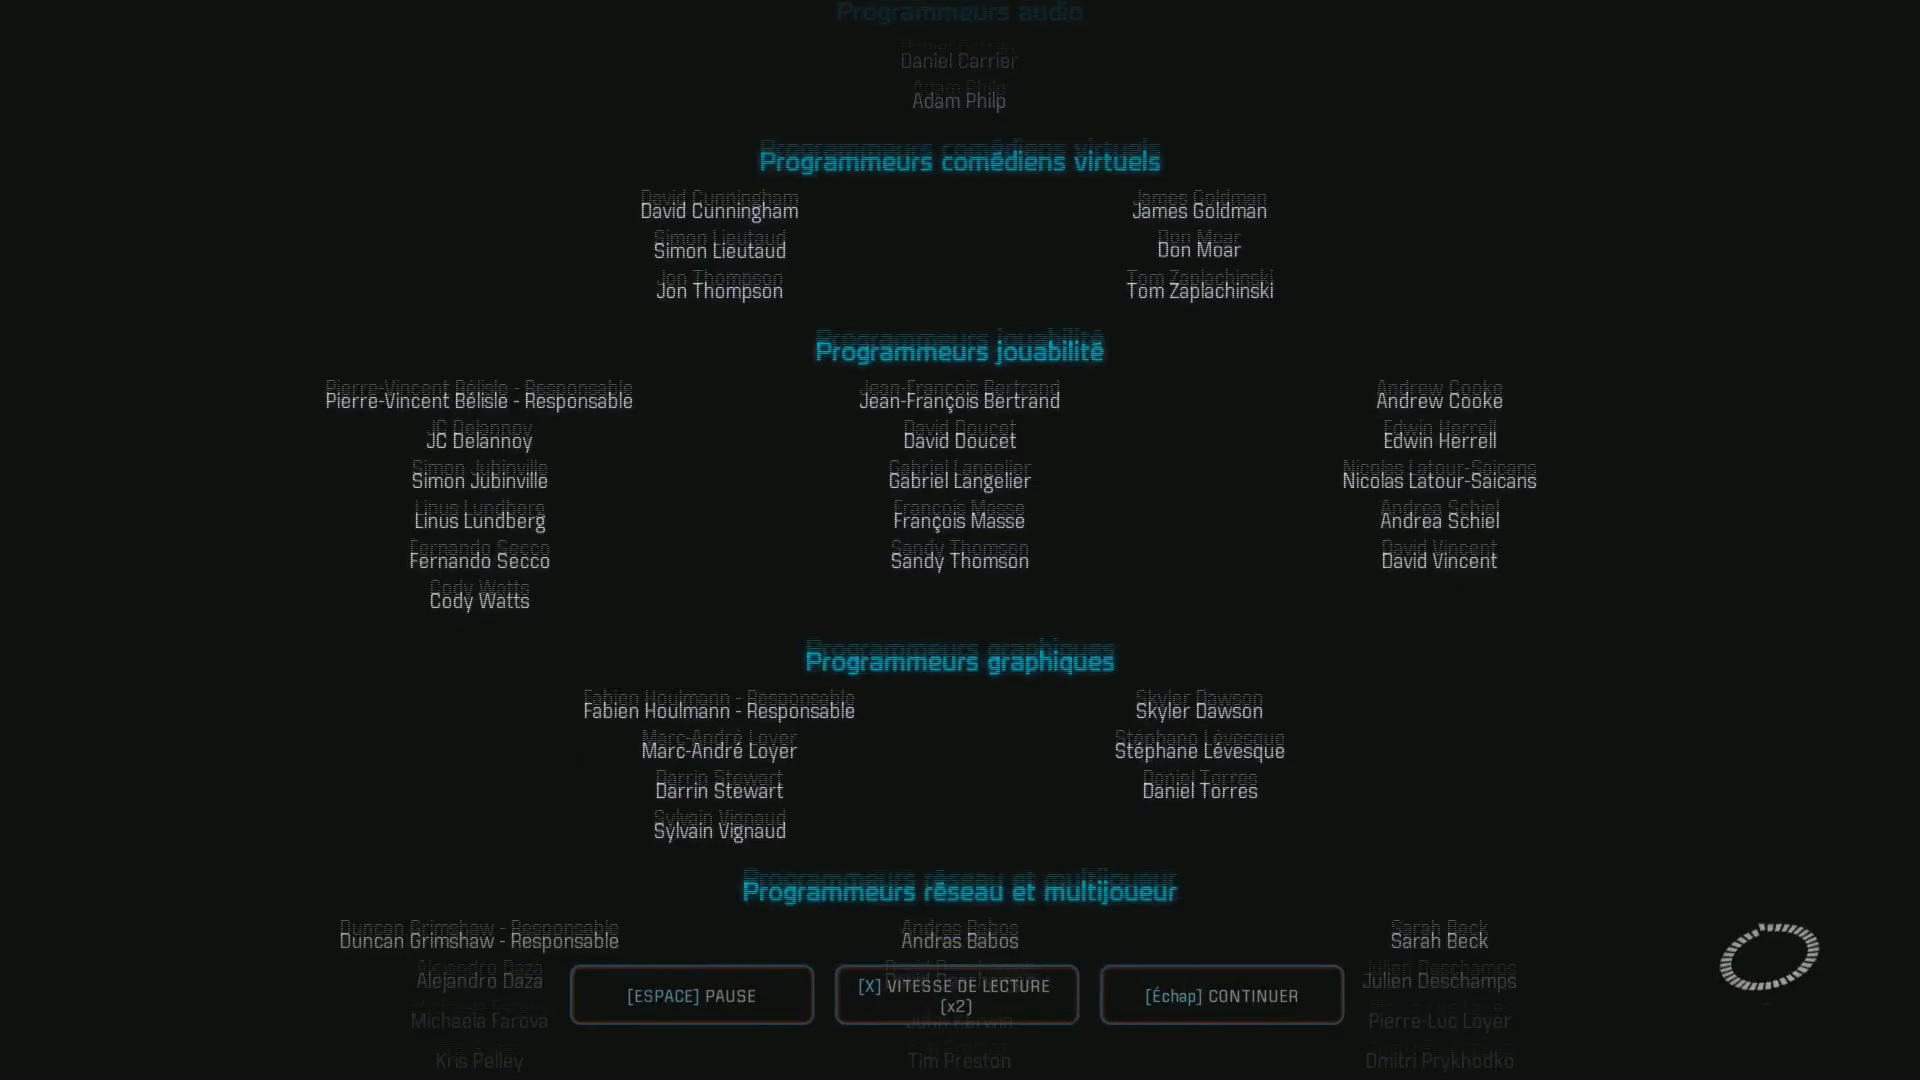 Programmeurs audio
Daniel Carrier
Adam Philp
Programmeurs comédiens virtuels
David Cunningham James Goldman
Simon Lieutaud Don Moar
Jon Thompson Tom Zaplachinski
Programmeurs jouabilité
Pierre-Vincent Bélisle - Responsable Jean-François Bertrand Andrew Cooke
JC Delannoy David Doucet Edwin Herrell
Simon Jubinville Gabriel Langelier Nicolas Latour-Saicans
Linus Lundberg François Masse Andrea Schiel
Fernando Secco Sandy Thomson David Vincent
Cody Watts
Programmeurs graphiques
Fabien Houlmann - Responsable Skyler Dawson
Marc-André Loyer Stéphane Lévesque
Darrin Stewart Daniel Torres
Sylvain Vignaud
Programmeurs réseau et multijoueur
Duncan Grimshaw - Responsable Andras Babos Sarah Beck
Alejandro Daza Julien Deschamps
[ESPACE] PAUSE [X] VITESSE DE LECTURE (x2) [Échap] CONTINUER
Michaela Farova Pierre-Luc Loyer
Kris Pelley Tim Preston Dmitri Prykhodko